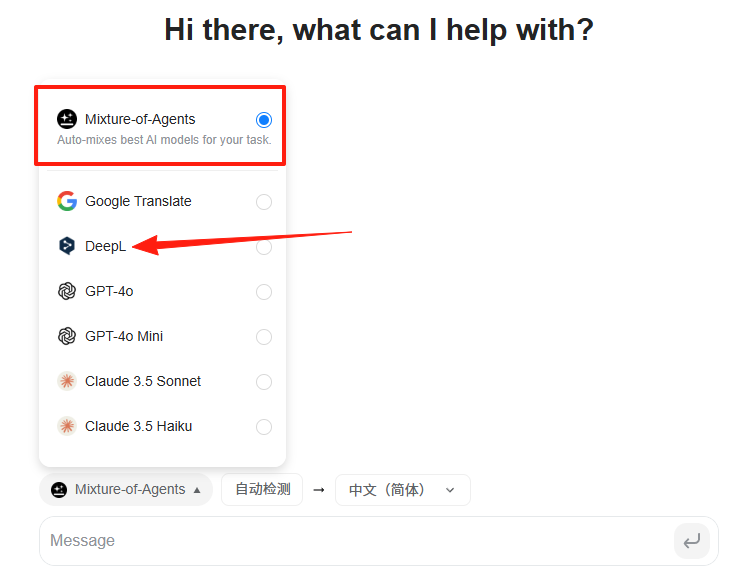 Hi there, what can I help with?
Mixture-of-Agents
Auto-mixes best AI models for your task.
Google Translate
DeepL
GPT-4o
GPT-4o Mini
Claude 3.5 Sonnet
Claude 3.5 Haiku
Mixture-of-Agents ▲ 自动检测 → 中文（简体）
Message